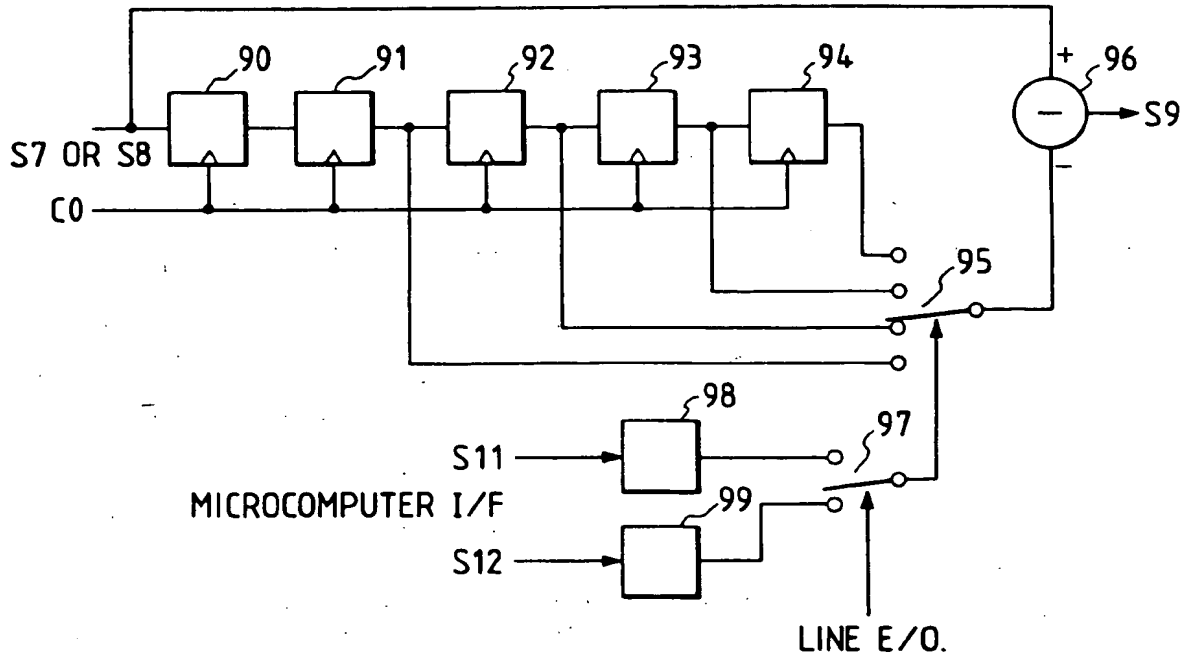 90
91
92
93
94
+
96
−
S9
−
S7 OR S8
C0
95
98
97
S11
MICROCOMPUTER I/F
99
S12
LINE E/O.